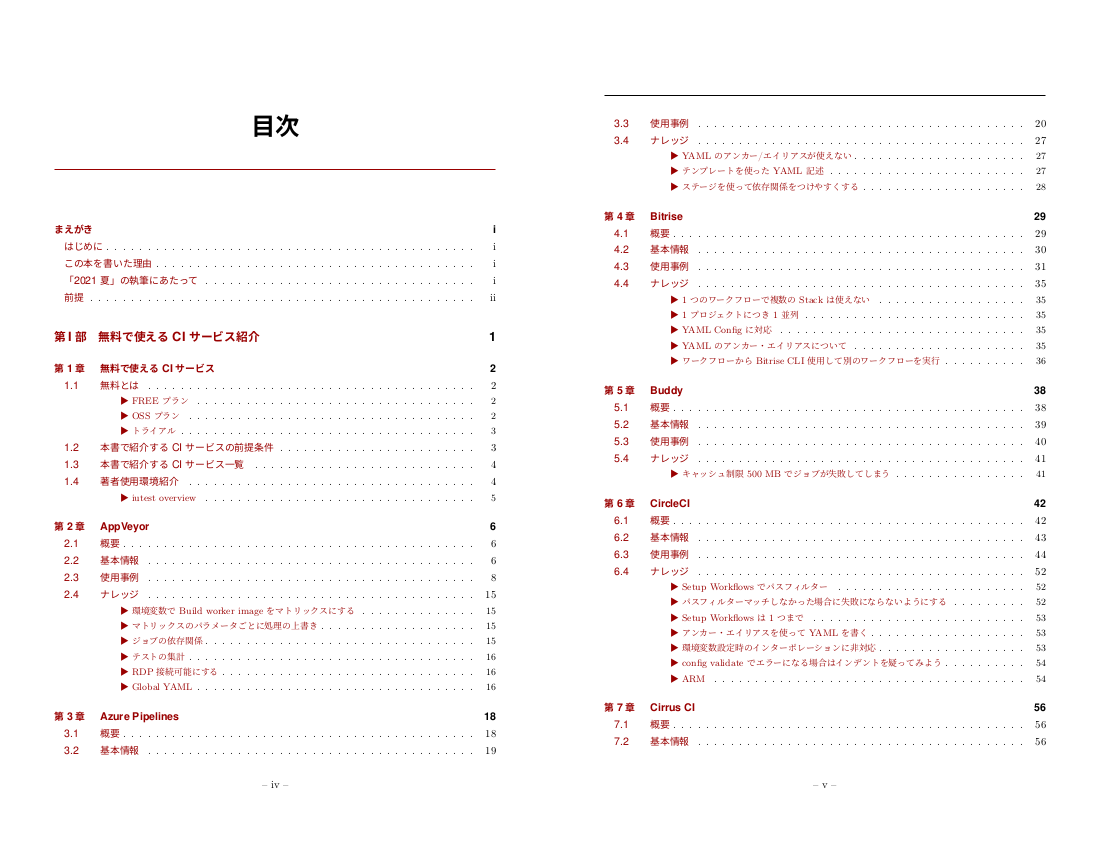 目次
まえがき i
はじめに i
この本を書いた理由 i
「2021 夏」の執筆にあたって i
前提 ii
第 I 部 無料で使える CI サービス紹介 1
第 1 章 無料で使える CI サービス 2
1.1 無料とは 2
▶ FREE プラン 2
▶ OSS プラン 2
▶ トライアル 3
1.2 本書で紹介する CI サービスの前提条件 3
1.3 本書で紹介する CI サービス一覧 4
1.4 著者使用環境紹介 4
▶ iutest overview 5
第 2 章 AppVeyor 6
2.1 概要 6
2.2 基本情報 6
2.3 使用事例 8
2.4 ナレッジ 15
▶ 環境変数で Build worker image をマトリックスにする 15
▶ マトリックスのパラメータごとに処理の上書き 15
▶ ジョブの依存関係 15
▶ テストの集計 16
▶ RDP 接続可能にする 16
▶ Global YAML 16
第 3 章 Azure Pipelines 18
3.1 概要 18
3.2 基本情報 19
– iv –
3.3 使用事例 20
3.4 ナレッジ 27
▶ YAML のアンカー/エイリアスが使えない 27
▶ テンプレートを使った YAML 記述 27
▶ ステージを使って依存関係をつけやすくする 28
第 4 章 Bitrise 29
4.1 概要 29
4.2 基本情報 30
4.3 使用事例 31
4.4 ナレッジ 35
▶ 1 つのワークフローで複数の Stack は使えない 35
▶ 1 プロジェクトにつき 1 並列 35
▶ YAML Config に対応 35
▶ YAML のアンカー・エイリアスについて 35
▶ ワークフローから Bitrise CLI 使用して別のワークフローを実行 36
第 5 章 Buddy 38
5.1 概要 38
5.2 基本情報 39
5.3 使用事例 40
5.4 ナレッジ 41
▶ キャッシュ制限 500 MB でジョブが失敗してしまう 41
第 6 章 CircleCI 42
6.1 概要 42
6.2 基本情報 43
6.3 使用事例 44
6.4 ナレッジ 52
▶ Setup Workflows でパスフィルター 52
▶ パスフィルターマッチしなかった場合に失敗にならないようにする 52
▶ Setup Workflows は 1 つまで 53
▶ アンカー・エイリアスを使って YAML を書く 53
▶ 環境変数設定時のインターポレーションに非対応 53
▶ config validate でエラーになる場合はインデントを疑ってみよう 54
▶ ARM 54
第 7 章 Cirrus CI 56
7.1 概要 56
7.2 基本情報 56
– v –